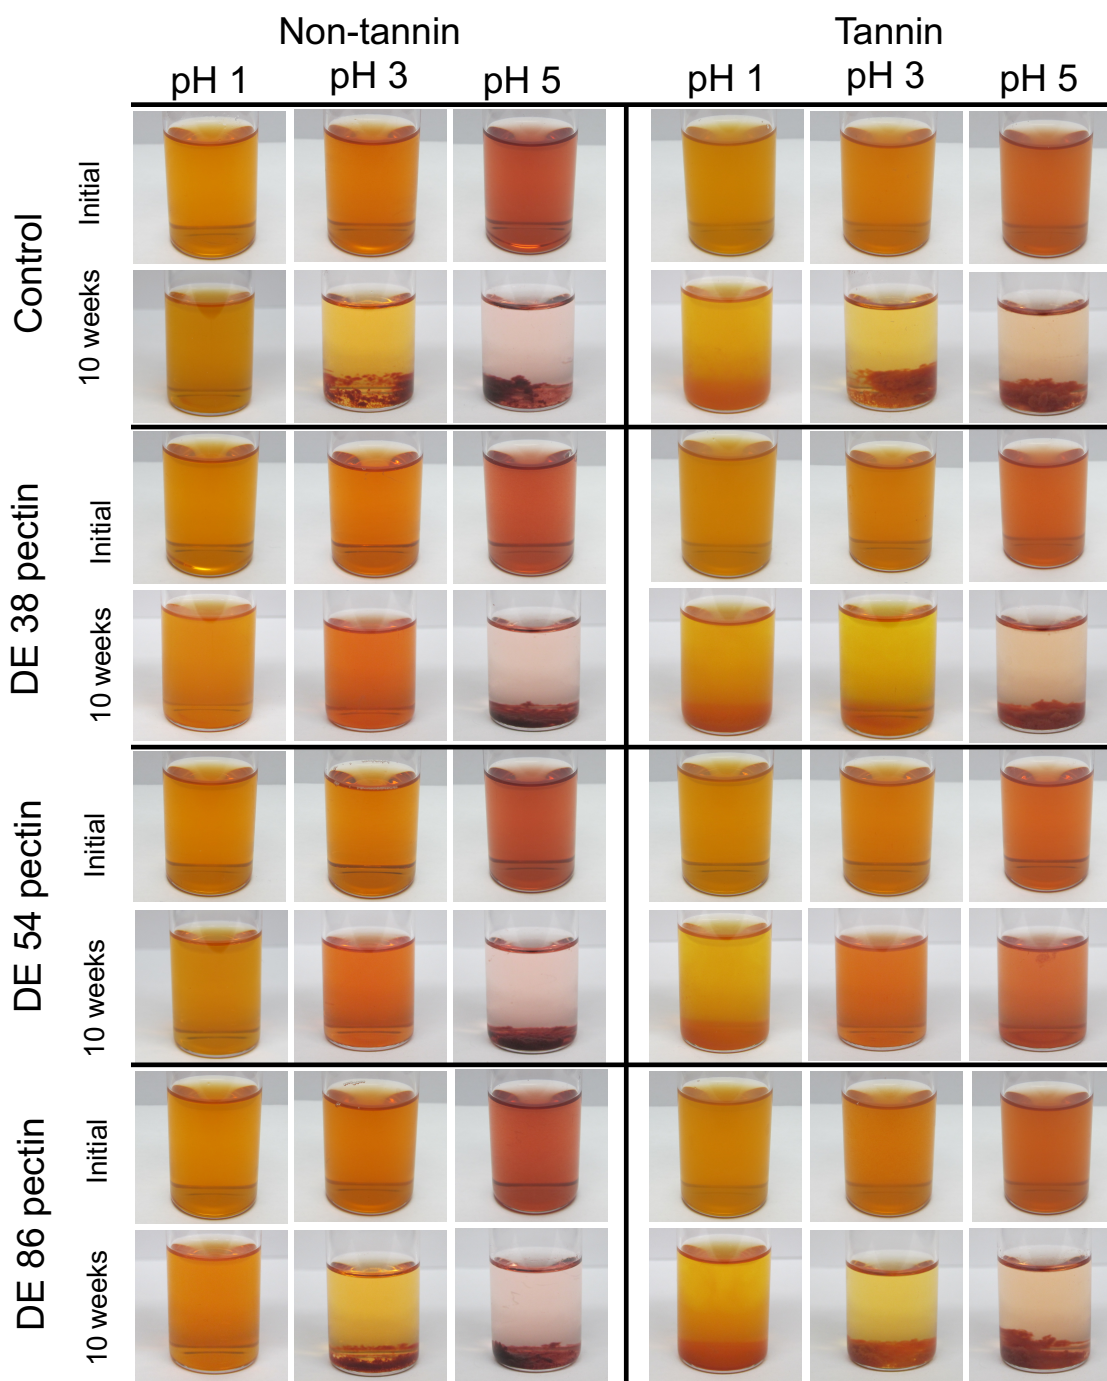 Non-tannin Tannin
pH 1 pH 3 pH 5 pH 1 pH 3 pH 5
Control
Initial
10 weeks
DE 38 pectin
Initial
10 weeks
DE 54 pectin
Initial
10 weeks
DE 86 pectin
Initial
10 weeks